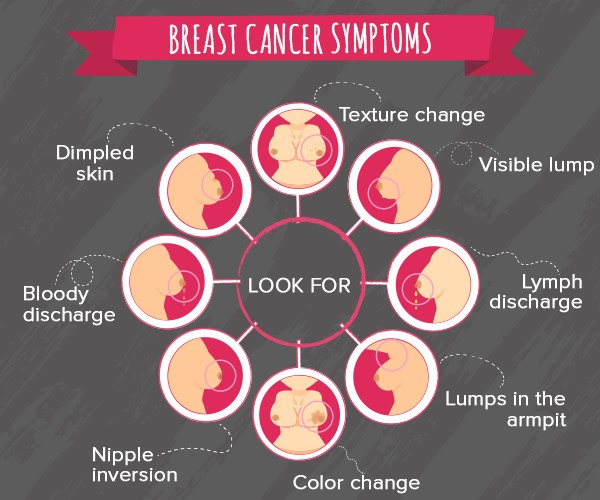 BREAST CANCER SYMPTOMS
Texture change
Dimpled
skin
Visible lump
LOOK FOR
Bloody
discharge
Lymph
discharge
Lumps in the
armpit
Nipple
inversion
Color change